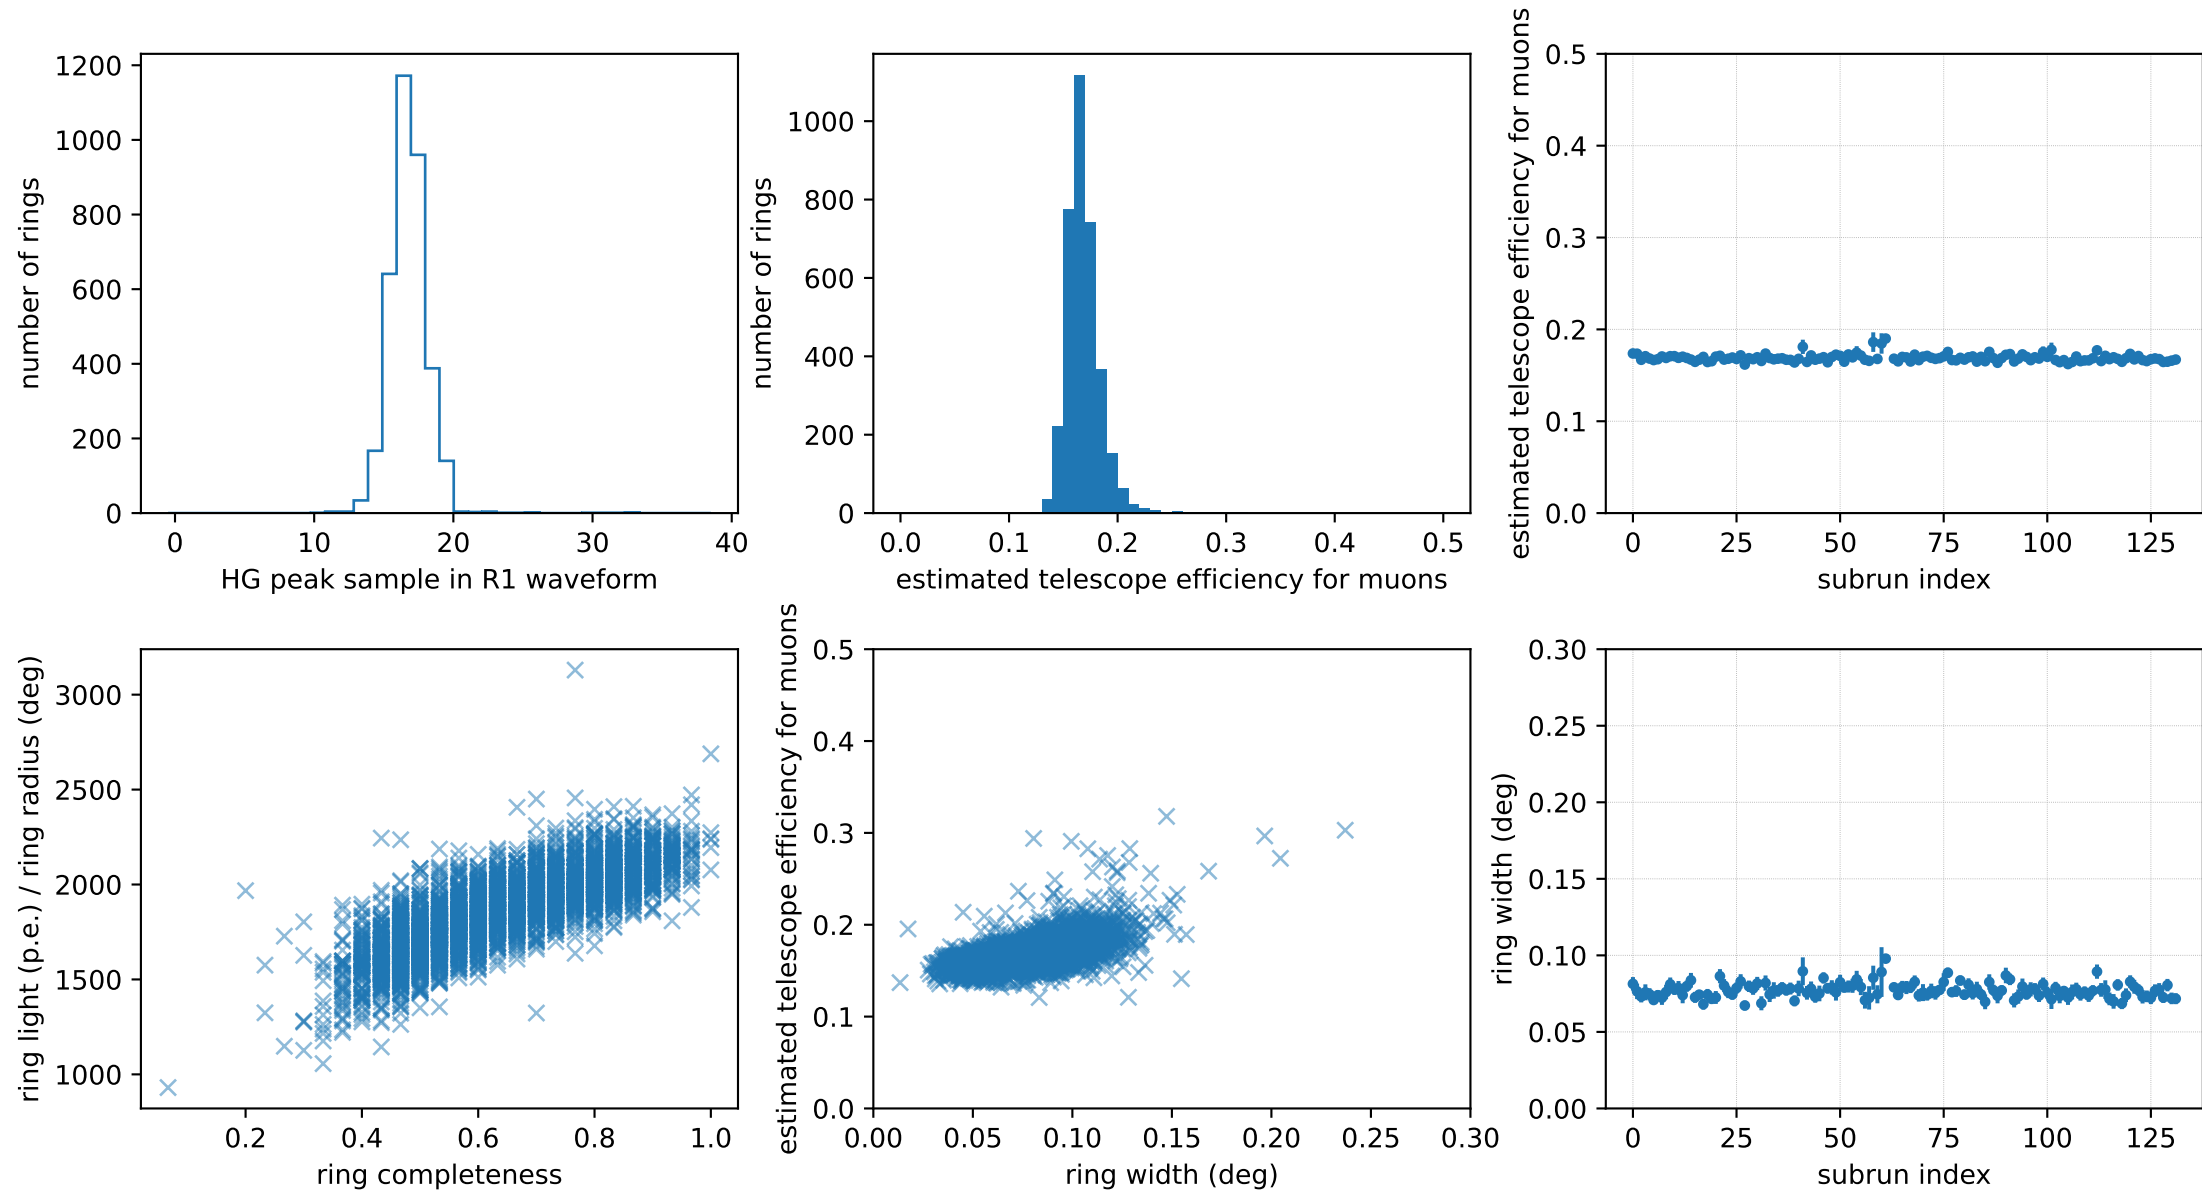 1200
1000
800
600
400
200
0
number of rings
0 10 20 30 40
HG peak sample in R1 waveform
1000
800
600
400
200
0
number of rings
0.0 0.1 0.2 0.3 0.4 0.5
estimated telescope efficiency for muons
0.5
0.4
0.3
0.2
0.1
0.0
estimated telescope efficiency for muons
0 25 50 75 100 125
subrun index
3000
2500
2000
1500
1000
ring light (p.e.) / ring radius (deg)
0.2 0.4 0.6 0.8 1.0
ring completeness
0.5
0.4
0.3
0.2
0.1
0.0
estimated telescope efficiency for muons
0.00 0.05 0.10 0.15 0.20 0.25 0.30
ring width (deg)
0.30
0.25
0.20
0.15
0.10
0.05
0.00
ring width (deg)
0 25 50 75 100 125
subrun index